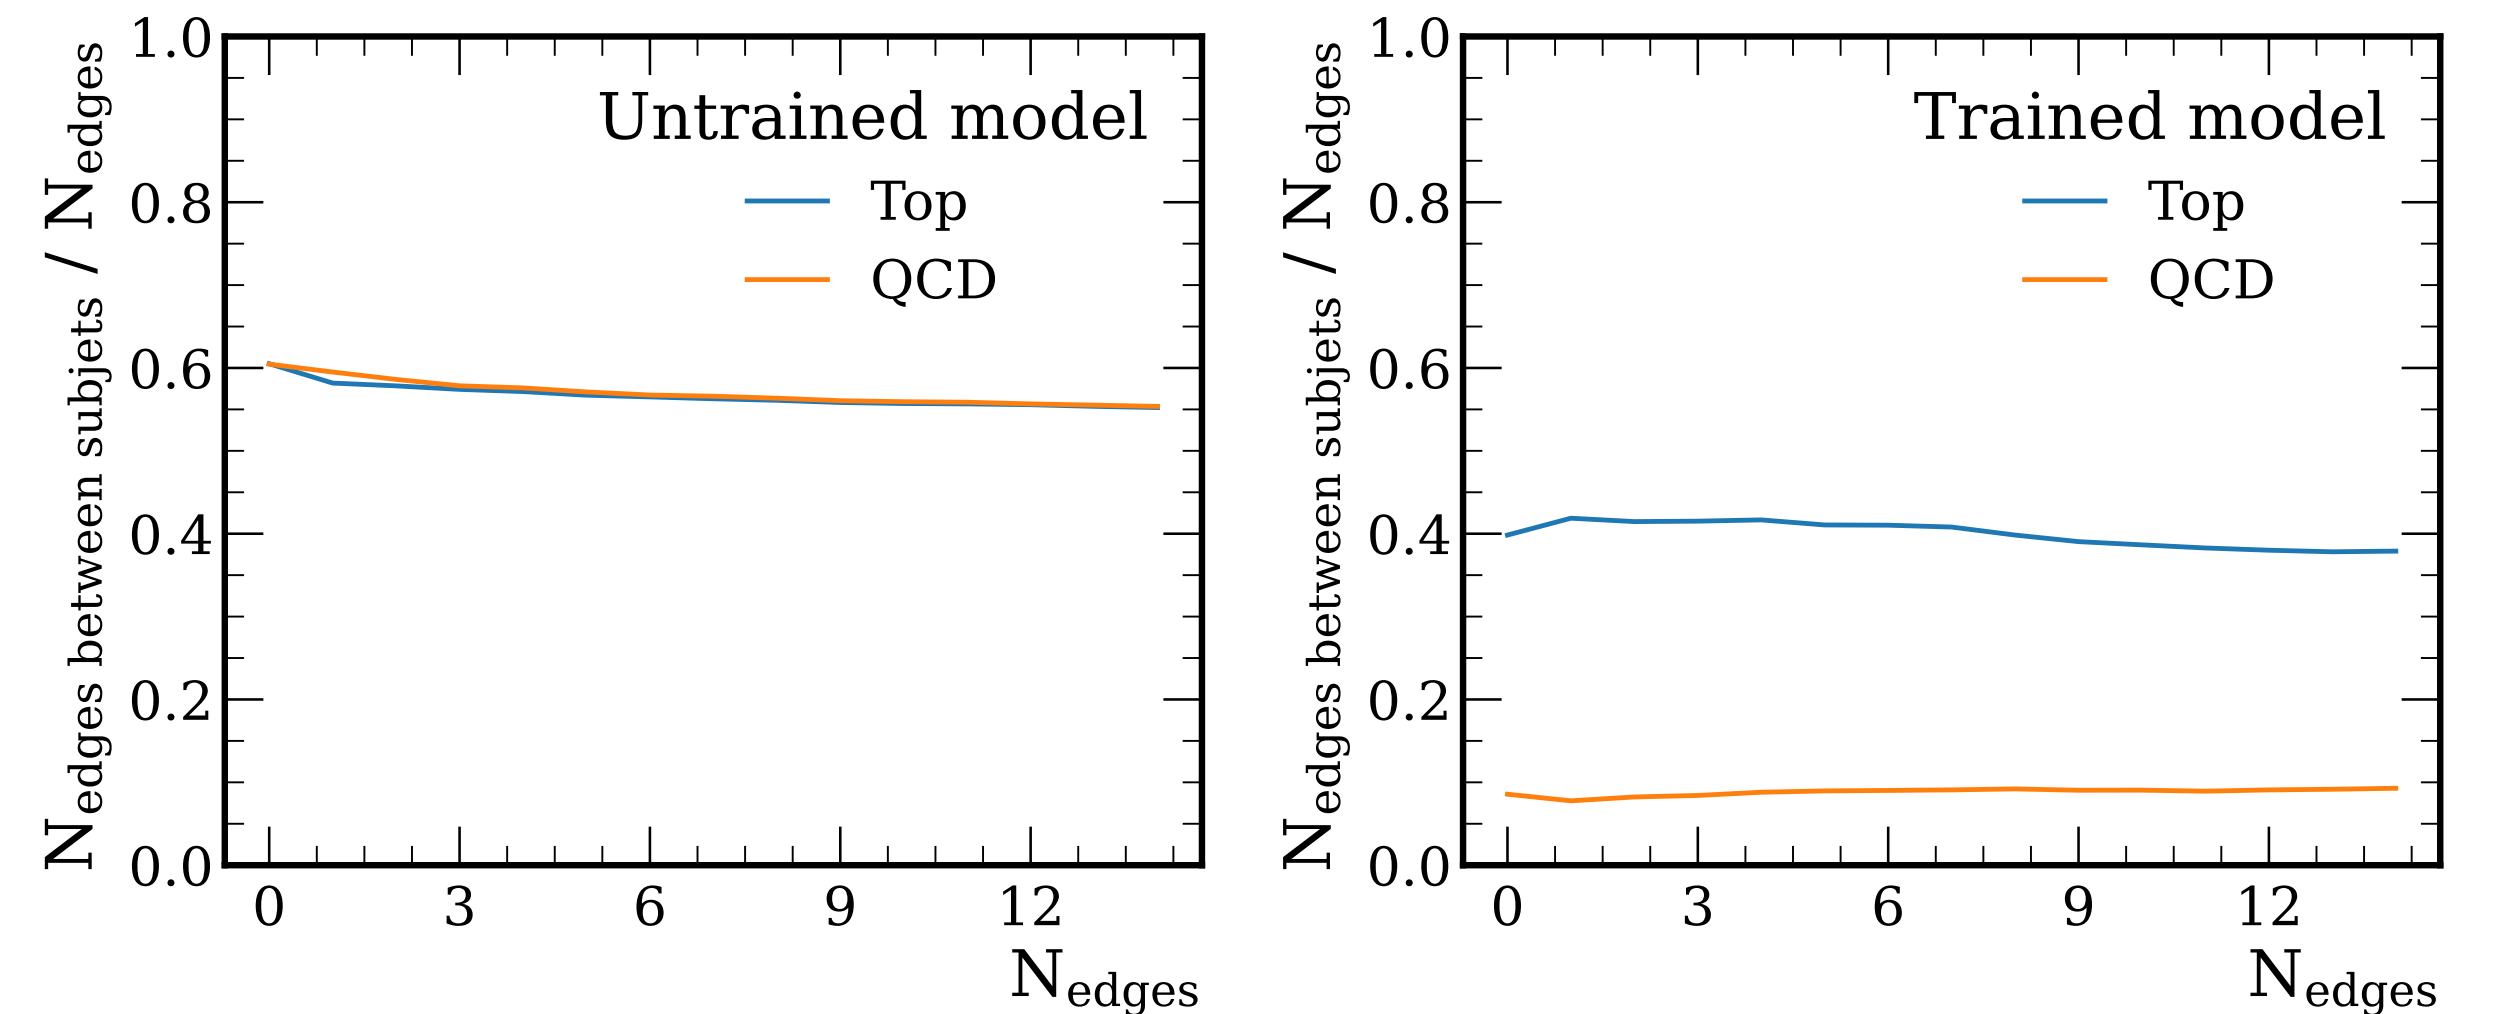 Untrained model
Top
QCD
N_edges between subjets / N_edges
1.0
0.8
0.6
0.4
0.2
0.0
0 3 6 9 12
N_edges
Trained model
Top
QCD
N_edges between subjets / N_edges
1.0
0.8
0.6
0.4
0.2
0.0
0 3 6 9 12
N_edges